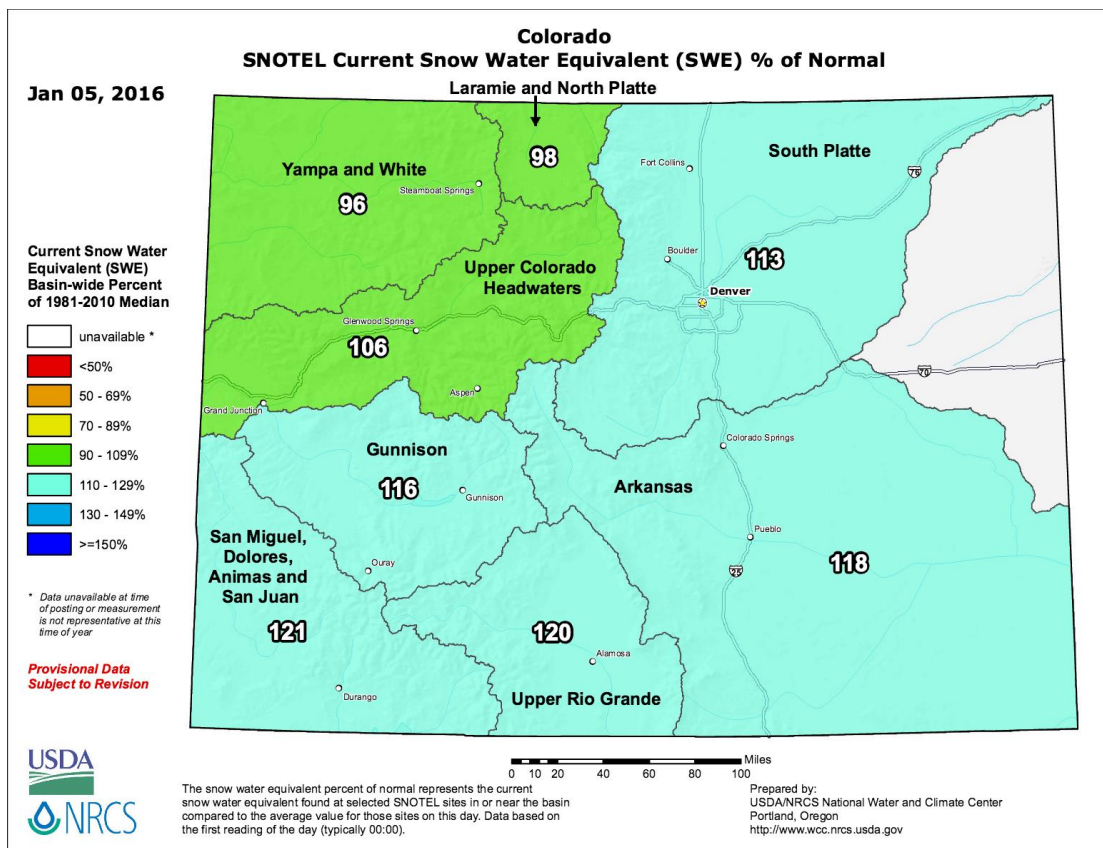 Colorado
SNOTEL Current Snow Water Equivalent (SWE) % of Normal
Jan 05, 2016
Laramie and North Platte
98
Yampa and White
Steamboat Springs
96
South Platte
Fort Collins
76
Boulder
113
Denver
Upper Colorado
Headwaters
Glenwood Springs
106
Aspen
Grand Junction
70
Current Snow Water
Equivalent (SWE)
Basin-wide Percent
of 1981-2010 Median
unavailable *
<50%
50 - 69%
70 - 89%
90 - 109%
110 - 129%
130 - 149%
>=150%
* Data unavailable at time
of posting or measurement
is not representative at this
time of year
Provisional Data
Subject to Revision
Gunnison
116
Gunnison
Ouray
Colorado Springs
Arkansas
Pueblo
118
25
San Miguel,
Dolores,
Animas and
San Juan
121
Durango
120
Alamosa
Upper Rio Grande
USDA
NRCS
Miles
0 10 20 40 60 80 100
The snow water equivalent percent of normal represents the current
snow water equivalent found at selected SNOTEL sites in or near the basin
compared to the average value for those sites on this day. Data based on
the first reading of the day (typically 00:00).
Prepared by:
USDA/NRCS National Water and Climate Center
Portland, Oregon
http://www.wcc.nrcs.usda.gov